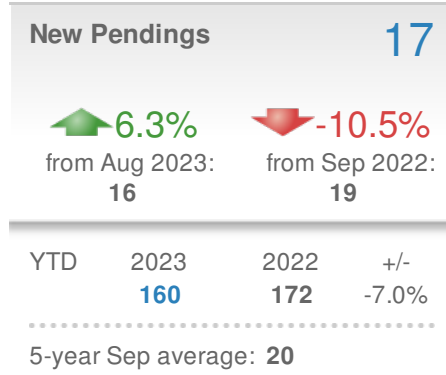 New Pendings 17
6.3% -10.5%
from Aug 2023: from Sep 2022:
16 19
YTD 2023 2022 +/-
160 172 -7.0%
5-year Sep average: 20